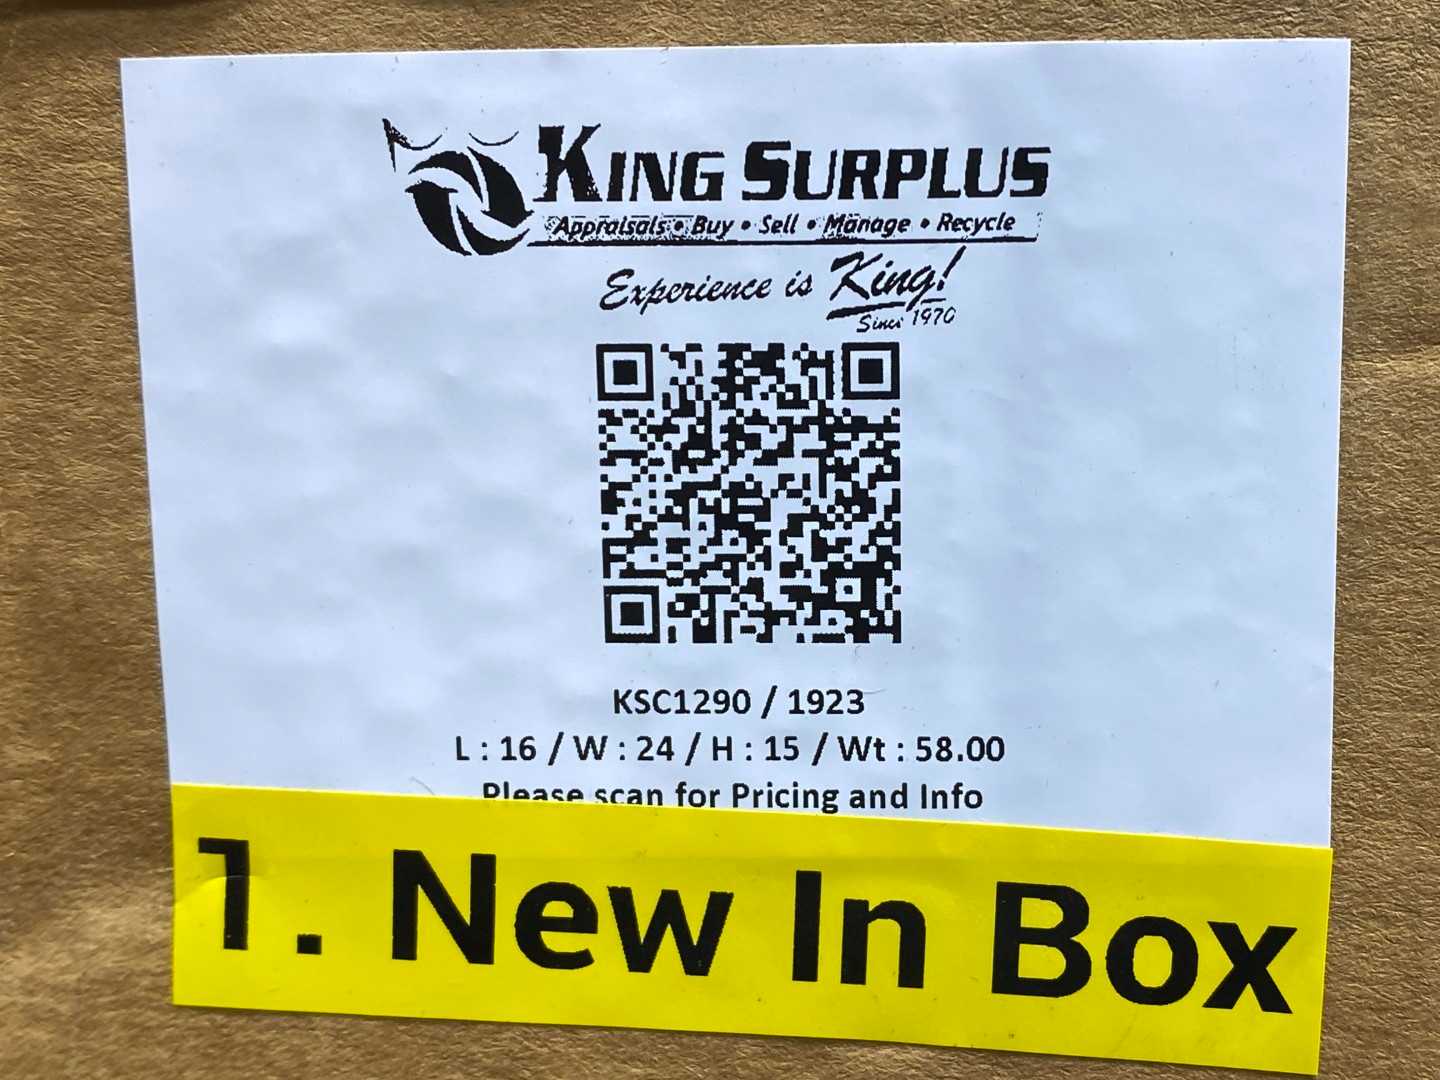 KING SURPLUS
Appraisals • Buy • Sell • Manage • Recycle
Experience is King!
Since 1970
KSC1290 / 1923
L : 16 / W : 24 / H : 15 / Wt : 58.00
Please scan for Pricing and Info
1. New In Box